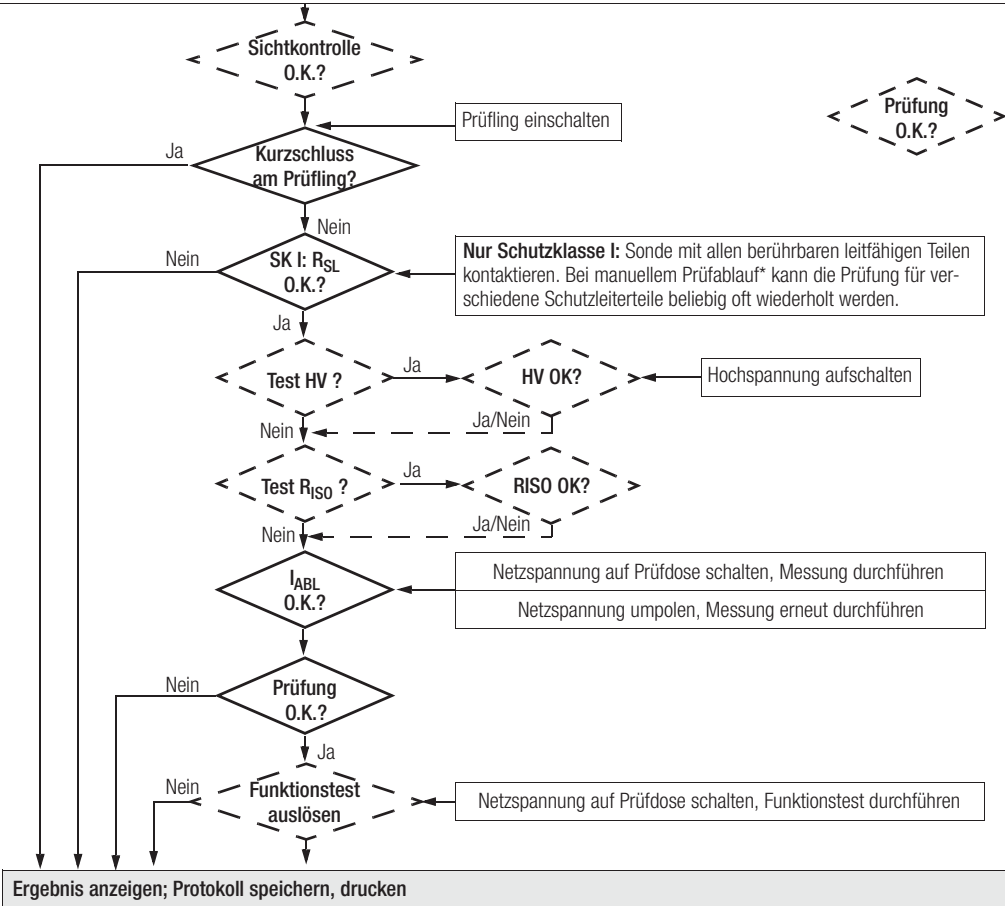 Sichtkontrolle
O.K.?
Prüfung
O.K.?
Prüfling einschalten
Ja
Kurzschluss
am Prüfling?
Nein
Nein
SK I: RSL
O.K.?
Nur Schutzklasse I: Sonde mit allen berührbaren leitfähigen Teilen
kontaktieren. Bei manuellem Prüfablauf* kann die Prüfung für ver-
schiedene Schutzleiterteile beliebig oft wiederholt werden.
Ja
Test HV ?
Ja
HV OK?
Hochspannung aufschalten
Ja/Nein
Nein
Test RISO ?
Ja
RISO OK?
Ja/Nein
Nein
IABL
O.K.?
Netzspannung auf Prüfdose schalten, Messung durchführen
Netzspannung umpolen, Messung erneut durchführen
Nein
Prüfung
O.K.?
Ja
Nein
Funktionstest
auslösen
Netzspannung auf Prüfdose schalten, Funktionstest durchführen
Ergebnis anzeigen; Protokoll speichern, drucken